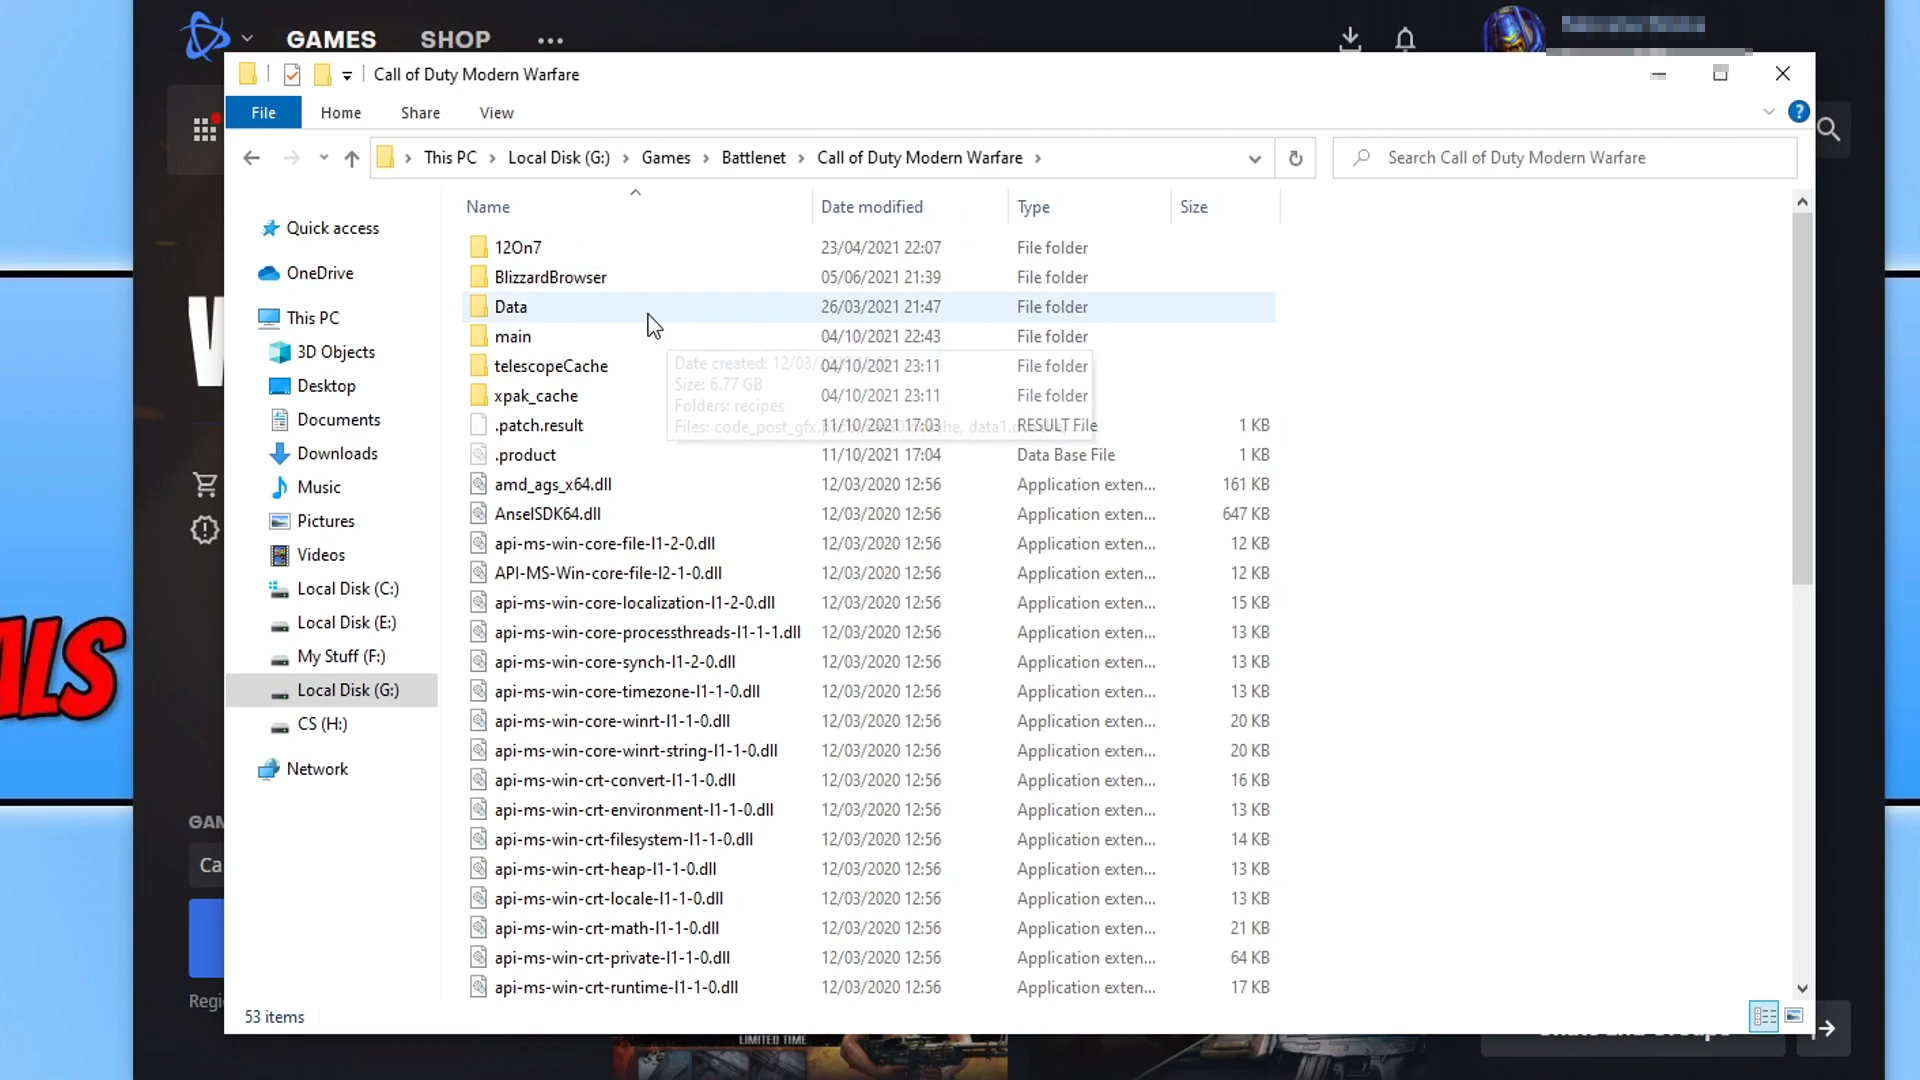 GAMES SHOP
Call of Duty Modern Warfare
File Home Share View
This PC Local Disk (G:) Games Battlenet Call of Duty Modern Warfare
Search Call of Duty Modern Warfare
Name Date modified Type Size
Quick access
OneDrive
This PC
3D Objects
Desktop
Documents
Downloads
Music
Pictures
Videos
Local Disk (C:)
Local Disk (E:)
My Stuff (F:)
Local Disk (G:)
CS (H:)
Network
12On7 23/04/2021 22:07 File folder
BlizzardBrowser 05/06/2021 21:39 File folder
Data 26/03/2021 21:47 File folder
main 04/10/2021 22:43 File folder
telescopeCache 04/10/2021 23:11 File folder
xpak_cache 04/10/2021 23:11 File folder
.patch.result 11/10/2021 17:03 RESULT File 1 KB
.product 11/10/2021 17:04 Data Base File 1 KB
amd_ags_x64.dll 12/03/2020 12:56 Application exten... 161 KB
AnselSDK64.dll 12/03/2020 12:56 Application exten... 647 KB
api-ms-win-core-file-l1-2-0.dll 12/03/2020 12:56 Application exten... 12 KB
API-MS-Win-core-file-l2-1-0.dll 12/03/2020 12:56 Application exten... 12 KB
api-ms-win-core-localization-l1-2-0.dll 12/03/2020 12:56 Application exten... 15 KB
api-ms-win-core-processthreads-l1-1-1.dll 12/03/2020 12:56 Application exten... 13 KB
api-ms-win-core-synch-l1-2-0.dll 12/03/2020 12:56 Application exten... 13 KB
api-ms-win-core-timezone-l1-1-0.dll 12/03/2020 12:56 Application exten... 13 KB
api-ms-win-core-winrt-l1-1-0.dll 12/03/2020 12:56 Application exten... 20 KB
api-ms-win-core-winrt-string-l1-1-0.dll 12/03/2020 12:56 Application exten... 20 KB
api-ms-win-crt-convert-l1-1-0.dll 12/03/2020 12:56 Application exten... 16 KB
api-ms-win-crt-environment-l1-1-0.dll 12/03/2020 12:56 Application exten... 13 KB
api-ms-win-crt-filesystem-l1-1-0.dll 12/03/2020 12:56 Application exten... 14 KB
api-ms-win-crt-heap-l1-1-0.dll 12/03/2020 12:56 Application exten... 13 KB
api-ms-win-crt-locale-l1-1-0.dll 12/03/2020 12:56 Application exten... 13 KB
api-ms-win-crt-math-l1-1-0.dll 12/03/2020 12:56 Application exten... 21 KB
api-ms-win-crt-private-l1-1-0.dll 12/03/2020 12:56 Application exten... 64 KB
api-ms-win-crt-runtime-l1-1-0.dll 12/03/2020 12:56 Application exten... 17 KB
Date created: 12/03/
Size: 6.77 GB
Folders: recipes
Files:
53 items
LIMITED TIME